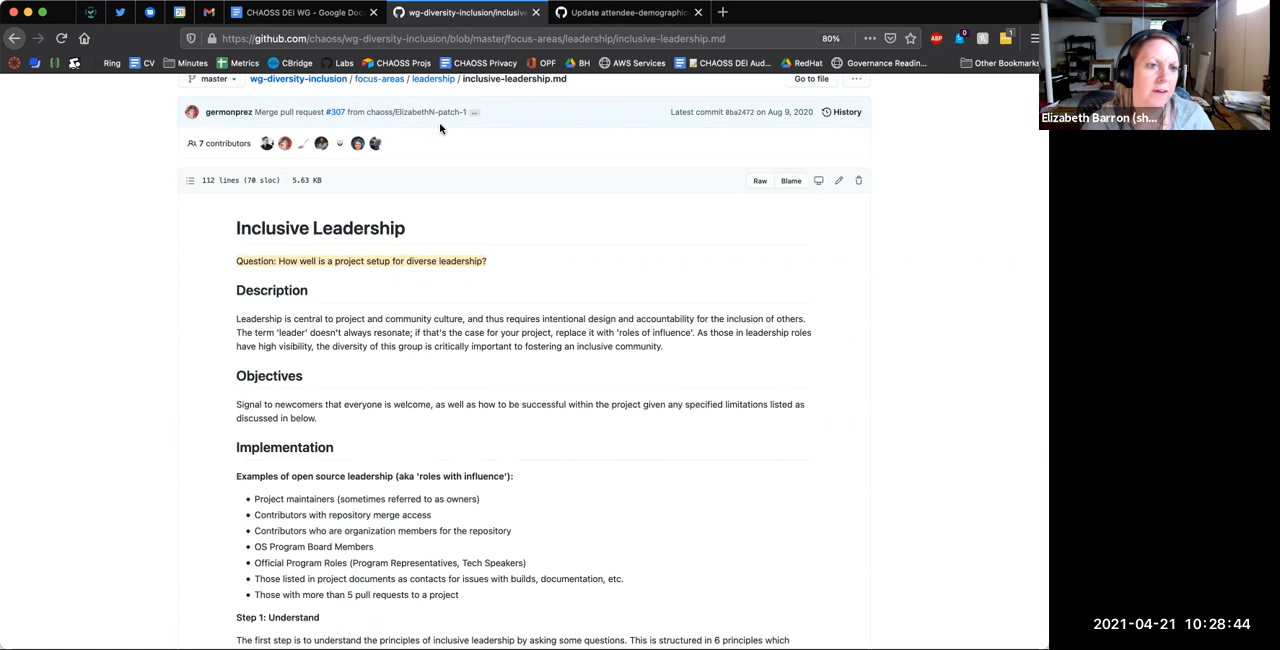 CHAOSS DEI WG - Google Doc
wg-diversity-inclusion/inclusive
Update attendee-demographic
https://github.com/chaoss/wg-diversity-inclusion/blob/master/focus-areas/leadership/inclusive-leadership.md
80%
Ring
CV
Minutes
Metrics
CBridge
Labs
CHAOSS Projs
CHAOSS Privacy
OPF
BH
AWS Services
CHAOSS DEI Aud...
RedHat
Governance Readin...
Other Bookmarks
master
wg-diversity-inclusion / focus-areas / leadership / inclusive-leadership.md
Go to file
germonprez Merge pull request #307 from chaoss/ElizabethN-patch-1 ...
Latest commit 0ba2472 on Aug 9, 2020
History
7 contributors
112 lines (70 sloc)
5.63 KB
Raw
Blame
Inclusive Leadership
Question: How well is a project setup for diverse leadership?
Description
Leadership is central to project and community culture, and thus requires intentional design and accountability for the inclusion of others.
The term 'leader' doesn't always resonate; if that's the case for your project, replace it with 'roles of influence'. As those in leadership roles
have high visibility, the diversity of this group is critically important to fostering an inclusive community.
Objectives
Signal to newcomers that everyone is welcome, as well as how to be successful within the project given any specified limitations listed as
discussed in below.
Implementation
Examples of open source leadership (aka 'roles with influence'):
• Project maintainers (sometimes referred to as owners)
• Contributors with repository merge access
• Contributors who are organization members for the repository
• OS Program Board Members
• Official Program Roles (Program Representatives, Tech Speakers)
• Those listed in project documents as contacts for issues with builds, documentation, etc.
• Those with more than 5 pull requests to a project
Step 1: Understand
The first step is to understand the principles of inclusive leadership by asking some questions. This is structured in 6 principles which
Elizabeth Barron (sh...
2021-04-21 10:28:44